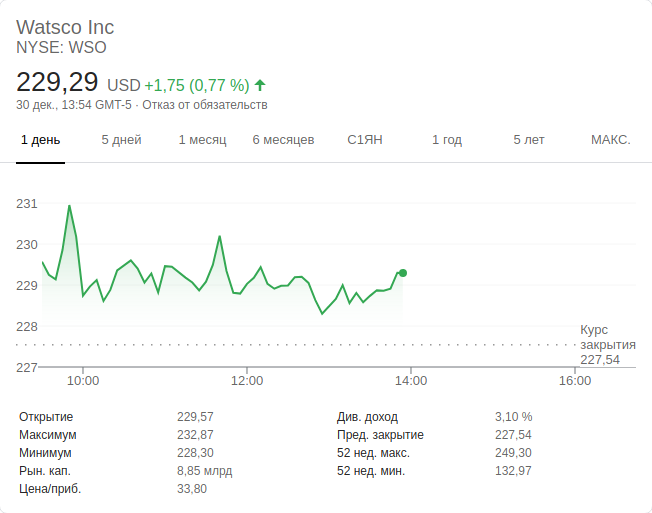 Watsco Inc
NYSE: WSO
229,29 USD +1,75 (0,77 %)
30 дек., 13:54 GMT-5 · Отказ от обязательств
1 день 5 дней 1 месяц 6 месяцев С1ЯН 1 год 5 лет МАКС.
231
230
229
228
227
Курс
закрытия
227,54
10:00 12:00 14:00 16:00
Открытие 229,57 Див. доход 3,10 %
Максимум 232,87 Пред. закрытие 227,54
Минимум 228,30 52 нед. макс. 249,30
Рын. кап. 8,85 млрд 52 нед. мин. 132,97
Цена/приб. 33,80